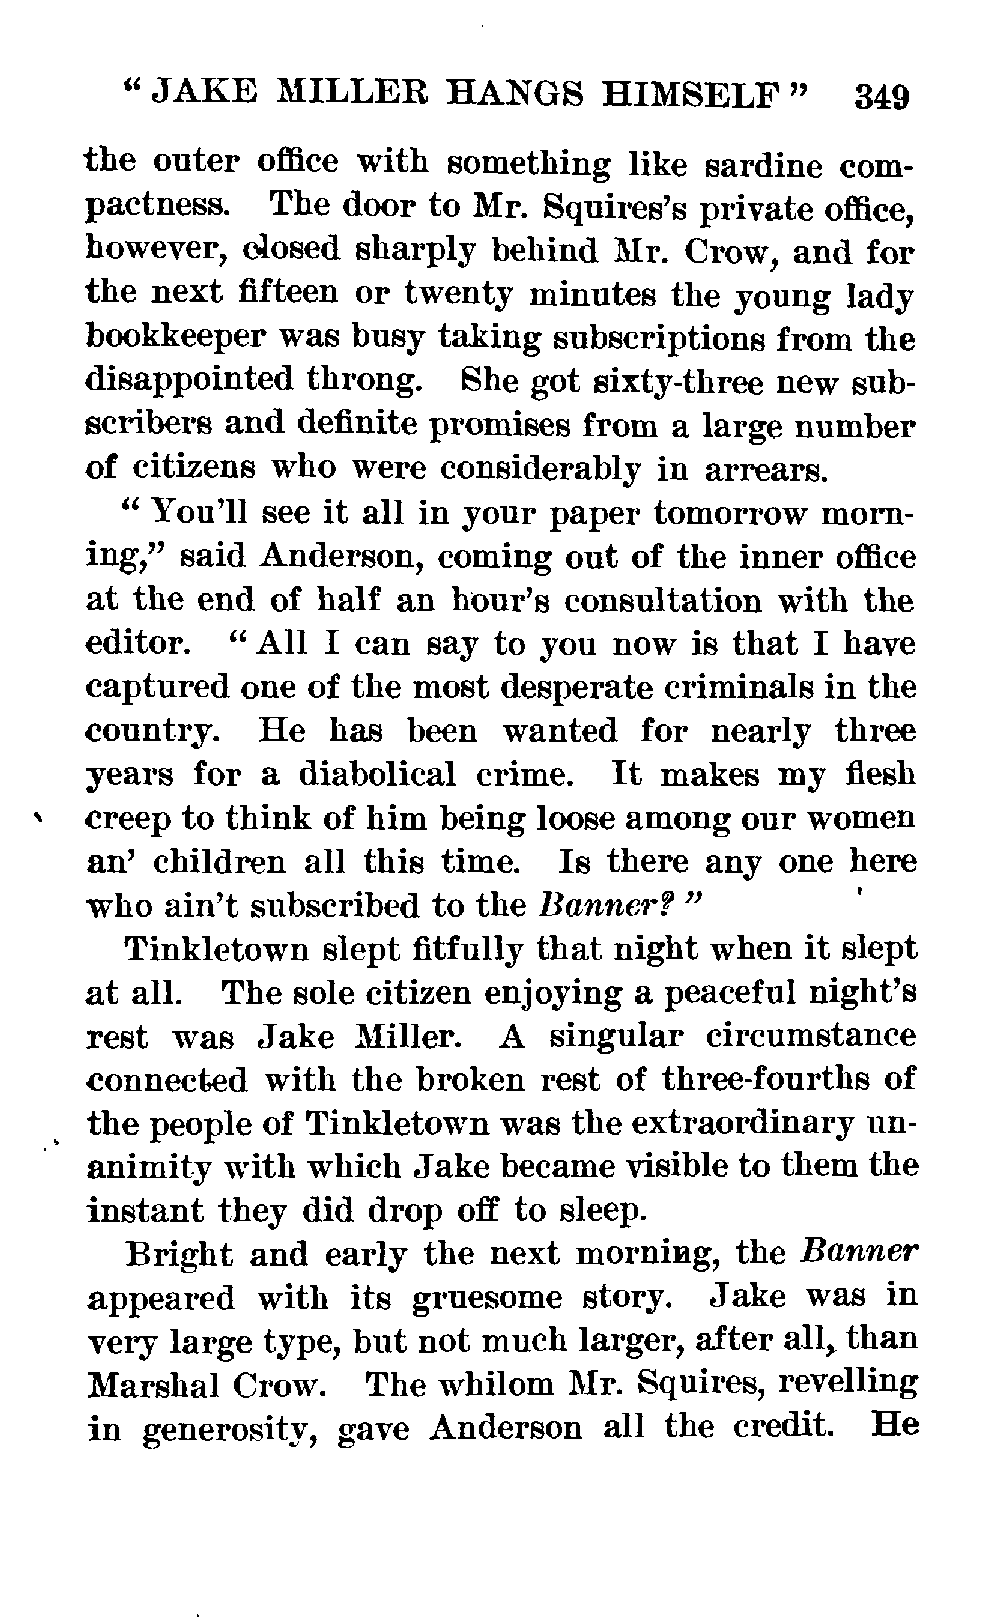 “ JAKE MILLER HANGS HIMSELF ” 349
the outer office with something like sardine com-
pactness. The door to Mr. Squires’s private office,
however, closed sharply behind Mr. Crow, and for
the next fifteen or twenty minutes the young lady
bookkeeper was busy taking subscriptions from the
disappointed throng. She got sixty-three new sub-
scribers and definite promises from a large number
of citizens who were considerably in arrears.
“ You’ll see it all in your paper tomorrow morn-
ing,” said Anderson, coming out of the inner office
at the end of half an hour’s consultation with the
editor. “ All I can say to you now is that I have
captured one of the most desperate criminals in the
country. He has been wanted for nearly three
years for a diabolical crime. It makes my flesh
creep to think of him being loose among our women
an’ children all this time. Is there any one here
who ain’t subscribed to the Banner? ”
Tinkletown slept fitfully that night when it slept
at all. The sole citizen enjoying a peaceful night’s
rest was Jake Miller. A singular circumstance
connected with the broken rest of three-fourths of
the people of Tinkletown was the extraordinary un-
animity with which Jake became visible to them the
instant they did drop off to sleep.
Bright and early the next morning, the Banner
appeared with its gruesome story. Jake was in
very large type, but not much larger, after all, than
Marshal Crow. The whilom Mr. Squires, revelling
in generosity, gave Anderson all the credit. He